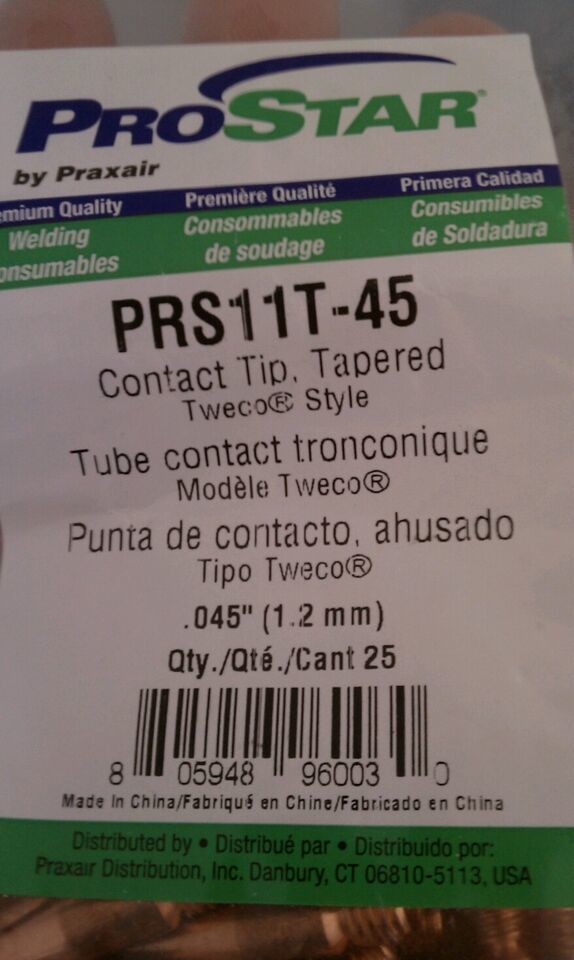 PROSTAR®
by Praxair
emium Quality
Welding
onsumables
Première Qualité
Consommables
de soudage
Primera Calidad
Consumibles
de Soldadura
PRS11T-45
Contact Tip, Tapered
Tweco® Style
Tube contact tronconique
Modèle Tweco®
Punta de contacto, ahusado
Tipo Tweco®
.045" (1.2 mm)
Qty./Qté./Cant 25
8 05948 96003 0
Made In China/Fabriqué en Chine/Fabricado en China
Distributed by • Distribué par • Distribuido por:
Praxair Distribution, Inc. Danbury, CT 06810-5113, USA